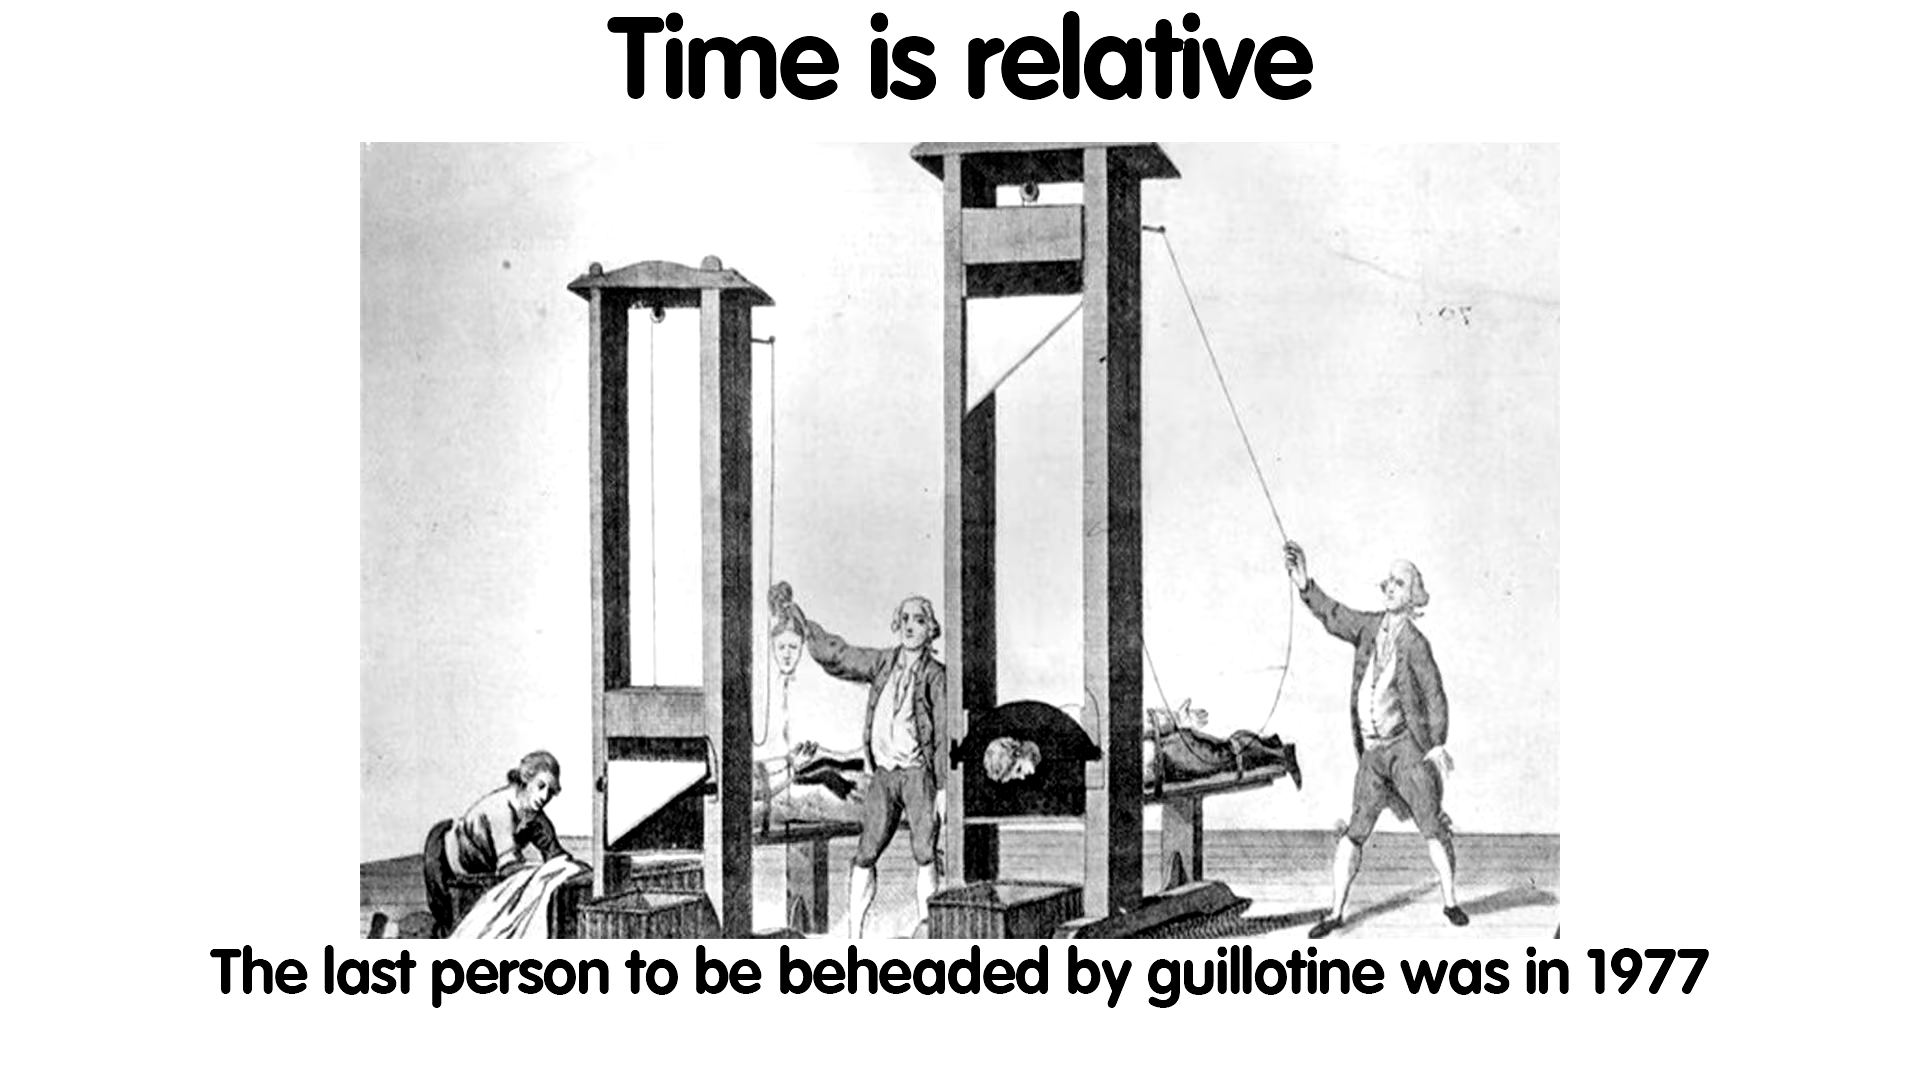 Time is relative
The last person to be beheaded by guillotine was in 1977